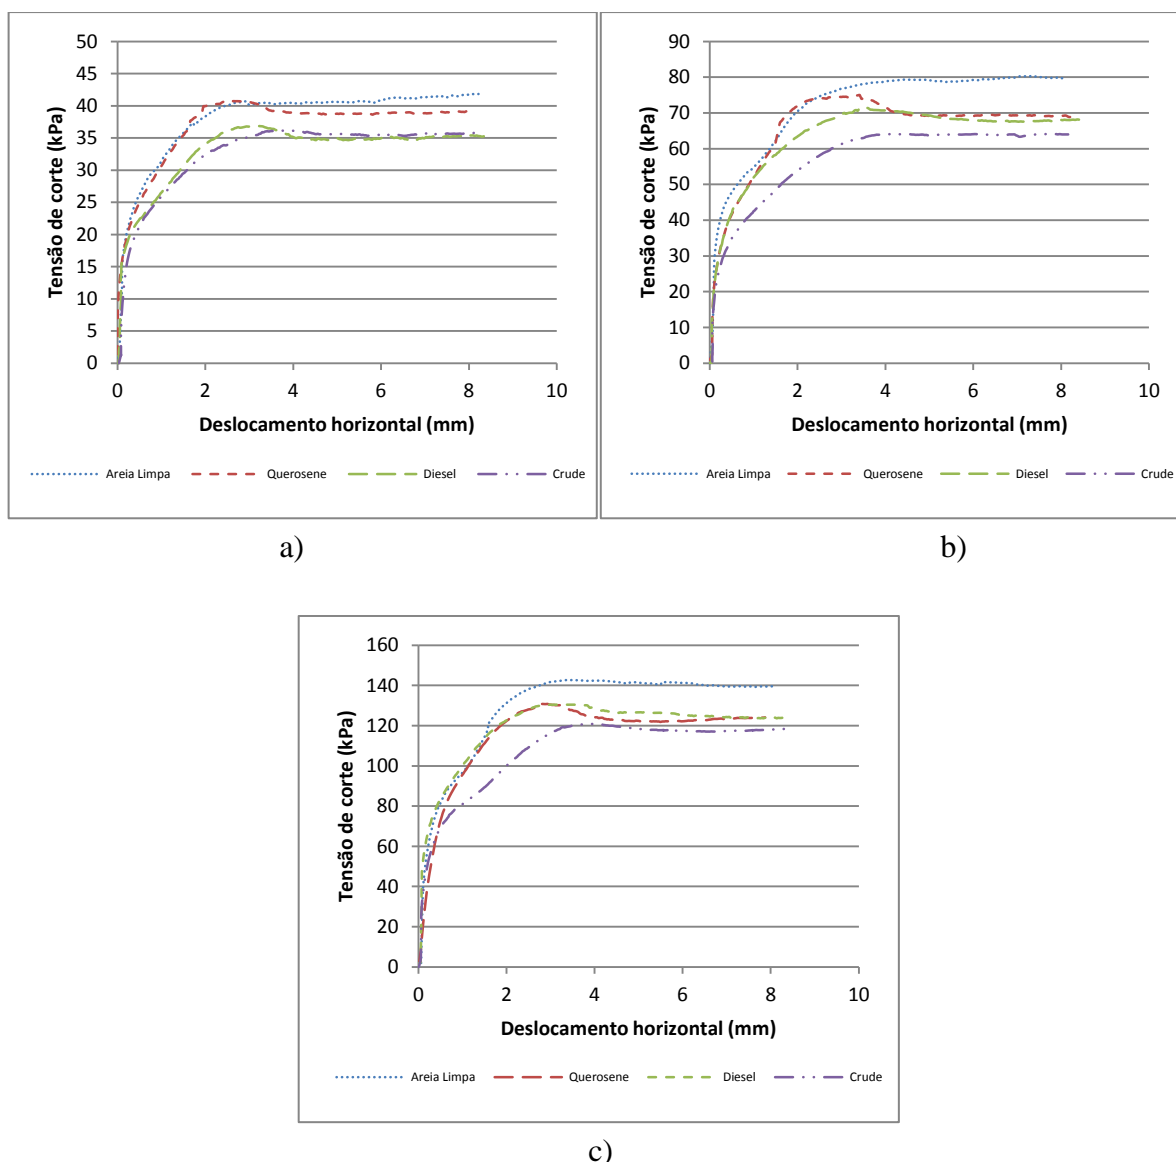 50
45
40
35
30
25
20
15
10
5
0
Tensão de corte (kPa)
0 2 4 6 8 10
Deslocamento horizontal (mm)
Areia Limpa Querosene Diesel Crude
a)
90
80
70
60
50
40
30
20
10
0
Tensão de corte (kPa)
0 2 4 6 8 10
Deslocamento horizontal (mm)
Areia Limpa Querosene Diesel Crude
b)
160
140
120
100
80
60
40
20
0
Tensão de corte (kPa)
0 2 4 6 8 10
Deslocamento horizontal (mm)
Areia Limpa Querosene Diesel Crude
c)